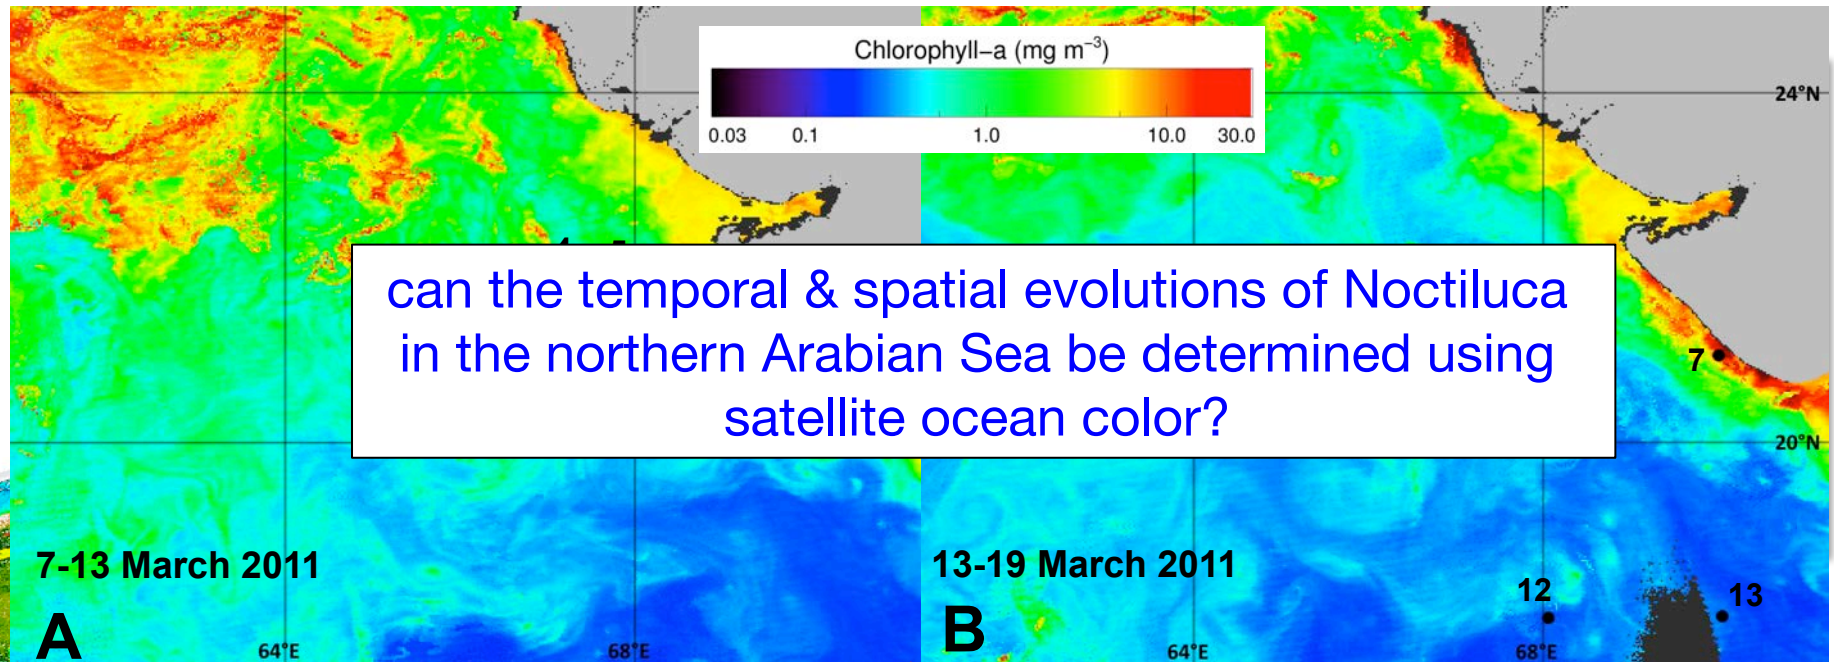 Chlorophyll–a (mg m⁻³)
0.03 0.1 1.0 10.0 30.0
24°N
can the temporal & spatial evolutions of Noctiluca
in the northern Arabian Sea be determined using
satellite ocean color?
7
20°N
7-13 March 2011
13-19 March 2011
12
13
A
B
64°E
68°E
64°E
68°E